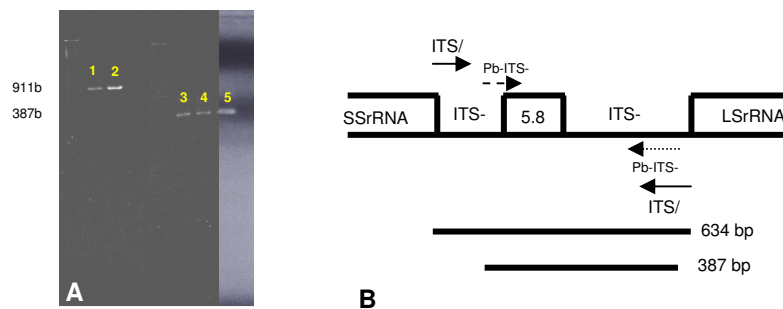 911b
387b
1 2
3 4 5
A
ITS/
Pb-ITS-
SSrRNA ITS- 5.8 ITS- LSrRNA
Pb-ITS-
ITS/
634 bp
387 bp
B